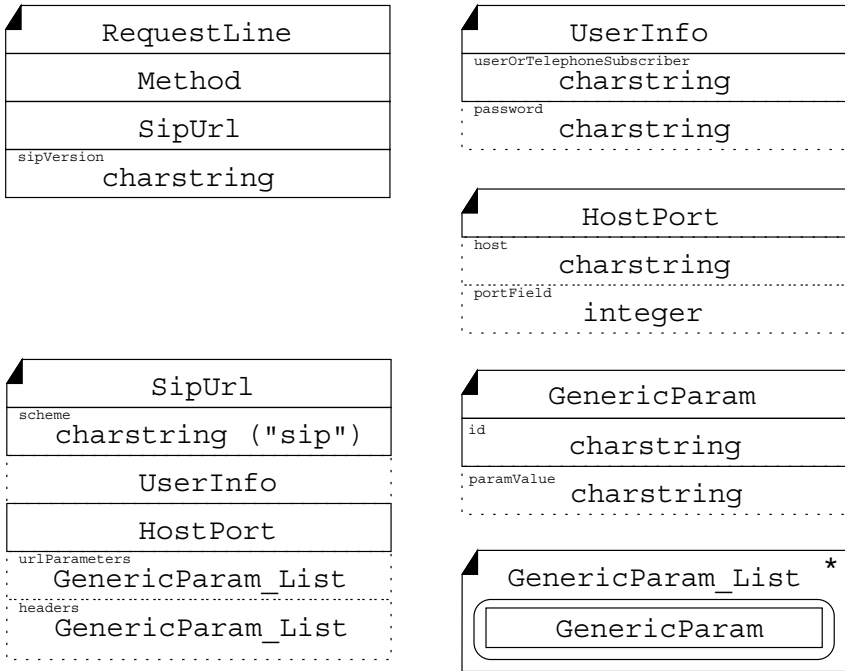 RequestLine
Method
SipUrl
sipVersion
charstring
UserInfo
userOrTelephoneSubscriber
charstring
password
charstring
HostPort
host
charstring
portField
integer
SipUrl
scheme
charstring ("sip")
UserInfo
HostPort
urlParameters
GenericParam_List
headers
GenericParam_List
GenericParam
id
charstring
paramValue
charstring
GenericParam_List *
GenericParam